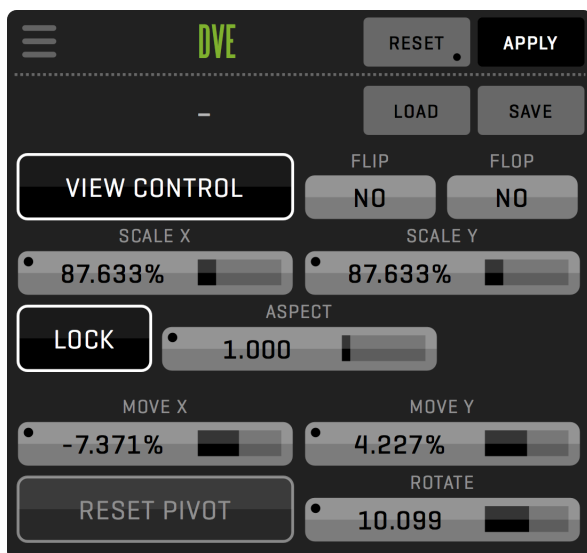 DVE
RESET
APPLY
-
LOAD
SAVE
VIEW CONTROL
FLIP
FLOP
NO
NO
SCALE X
SCALE Y
87.633%
87.633%
LOCK
ASPECT
1.000
MOVE X
MOVE Y
-7.371%
4.227%
RESET PIVOT
ROTATE
10.099